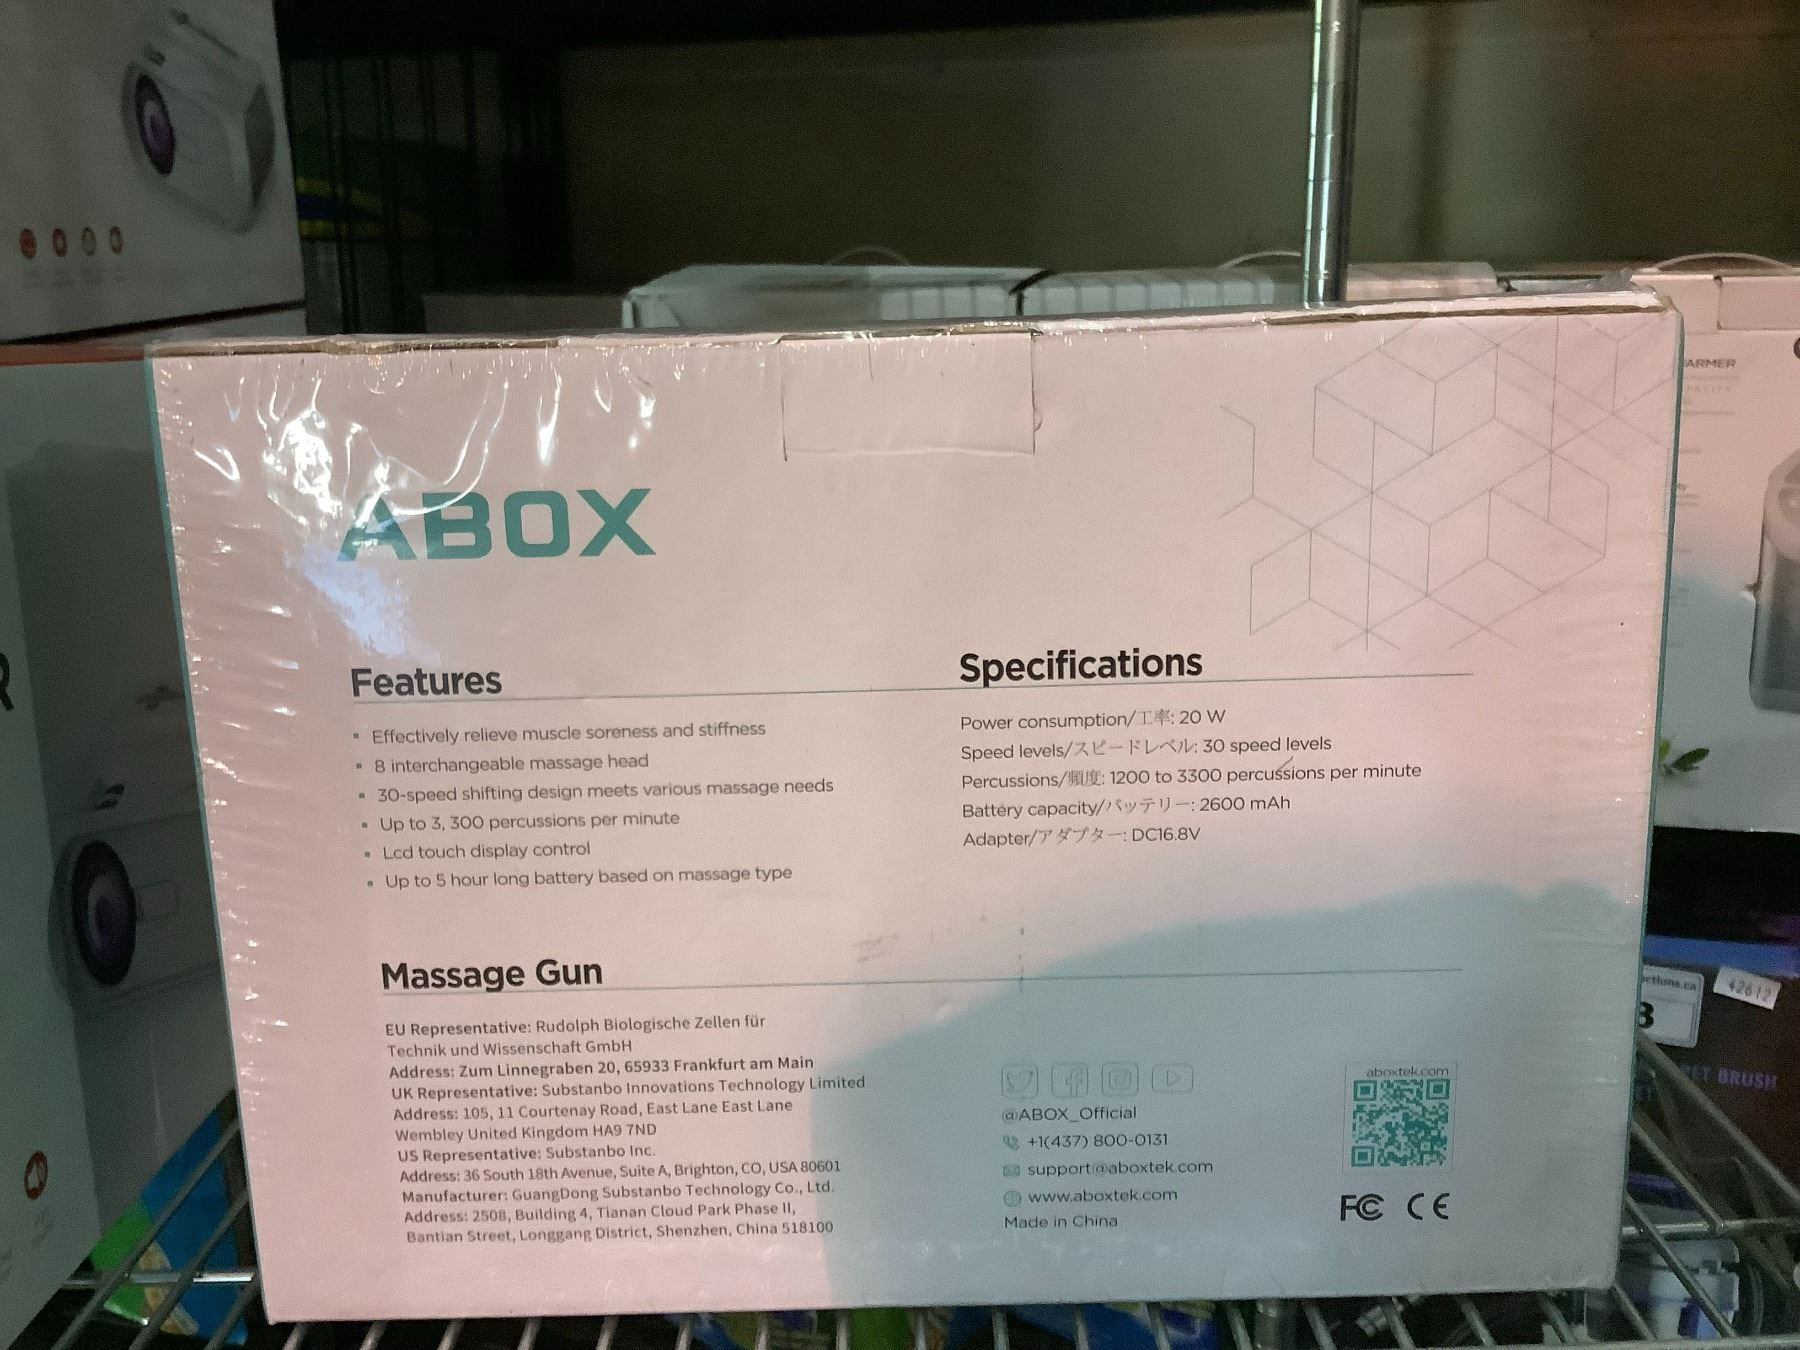 ABOX
Features
Effectively relieve muscle soreness and stiffness
8 interchangeable massage head
30-speed shifting design meets various massage needs
Up to 3, 300 percussions per minute
Lcd touch display control
Up to 5 hour long battery based on massage type
Specifications
Power consumption/工率: 20 W
Speed levels/スピードレベル: 30 speed levels
Percussions/頻度: 1200 to 3300 percussions per minute
Battery capacity/バッテリー: 2600 mAh
Adapter/アダプター: DC16.8V
Massage Gun
EU Representative: Rudolph Biologische Zellen für
Technik und Wissenschaft GmbH
Address: Zum Linnegraben 20, 65933 Frankfurt am Main
UK Representative: Substanbo Innovations Technology Limited
Address: 105, 11 Courtenay Road, East Lane East Lane
Wembley United Kingdom HA9 7ND
US Representative: Substanbo Inc.
Address: 36 South 18th Avenue, Suite A, Brighton, CO, USA 80601
Manufacturer: GuangDong Substanbo Technology Co., Ltd.
Address: 2508, Building 4, Tianan Cloud Park Phase II,
Bantian Street, Longgang District, Shenzhen, China 518100
@ABOX_Official
+1(437) 800-0131
support@aboxtek.com
www.aboxtek.com
Made in China
aboxtek.com
FC CE
ARMER
ctions.ca
42612
3
PET BRUSH